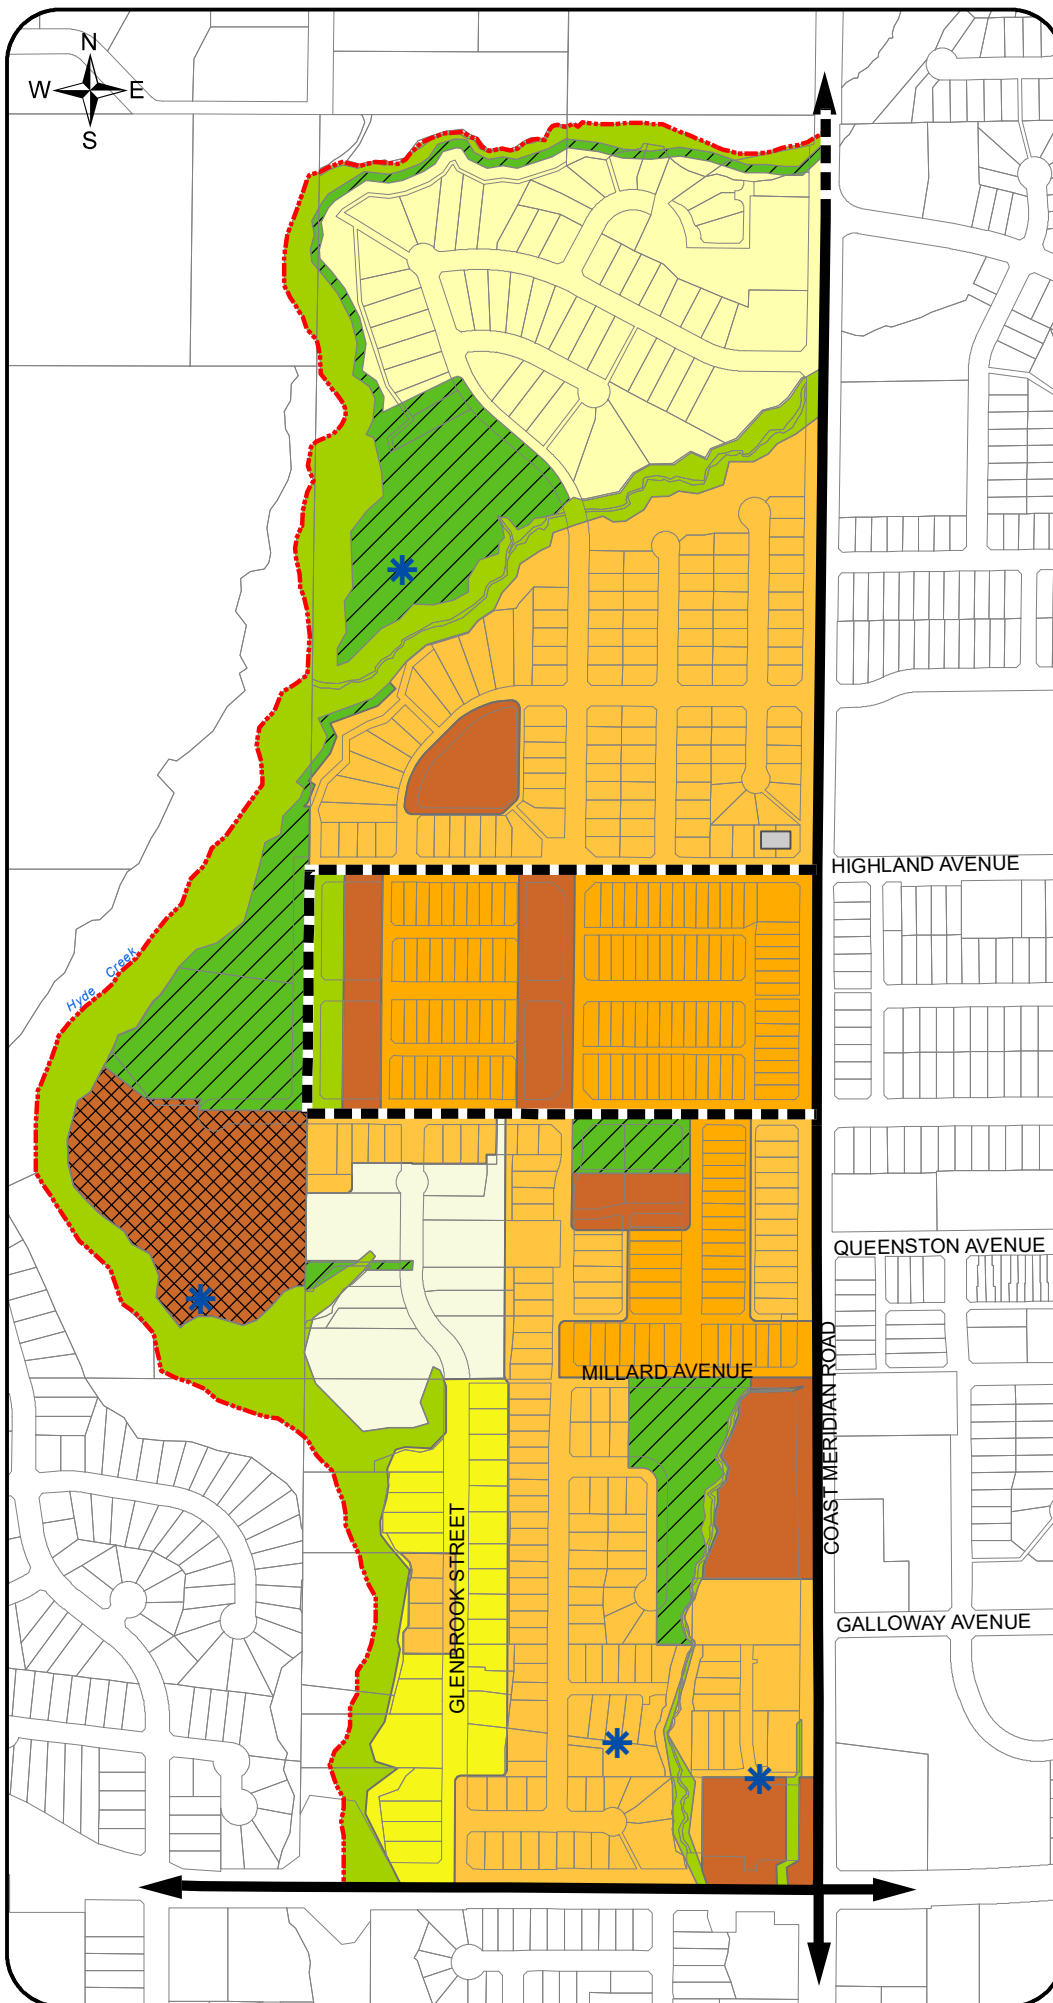 N
W E
S
HIGHLAND AVENUE
Hyde Creek
QUEENSTON AVENUE
MILLARD AVENUE
COAST MERIDIAN ROAD
GLENBROOK STREET
GALLOWAY AVENUE